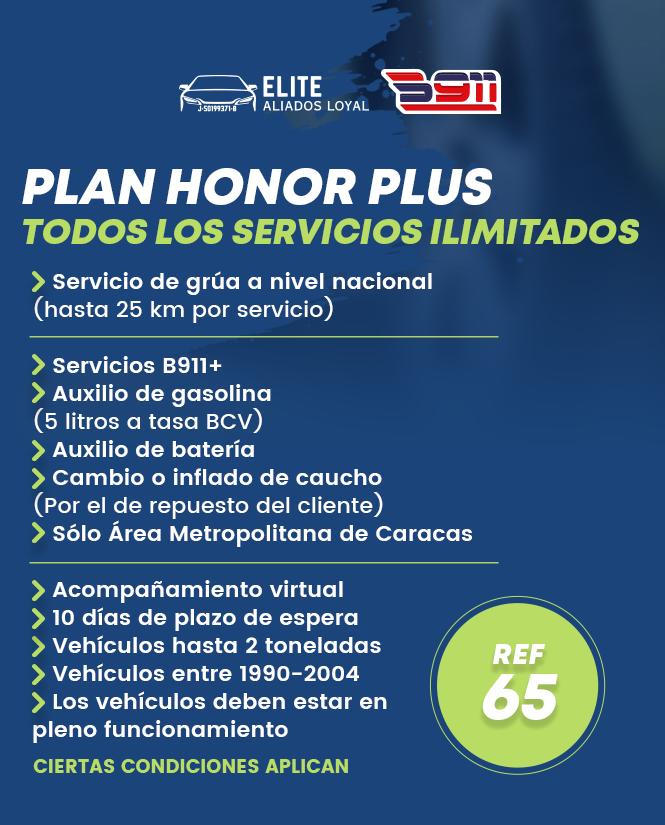 ELITE
ALIADOS LOYAL
J-50199371-8
B911
PLAN HONOR PLUS
TODOS LOS SERVICIOS ILIMITADOS
Servicio de grúa a nivel nacional
(hasta 25 km por servicio)
Servicios B911+
Auxilio de gasolina
(5 litros a tasa BCV)
Auxilio de batería
Cambio o inflado de caucho
(Por el de repuesto del cliente)
Sólo Área Metropolitana de Caracas
Acompañamiento virtual
10 días de plazo de espera
Vehículos hasta 2 toneladas
Vehículos entre 1990-2004
Los vehículos deben estar en
pleno funcionamiento
REF
65
CIERTAS CONDICIONES APLICAN